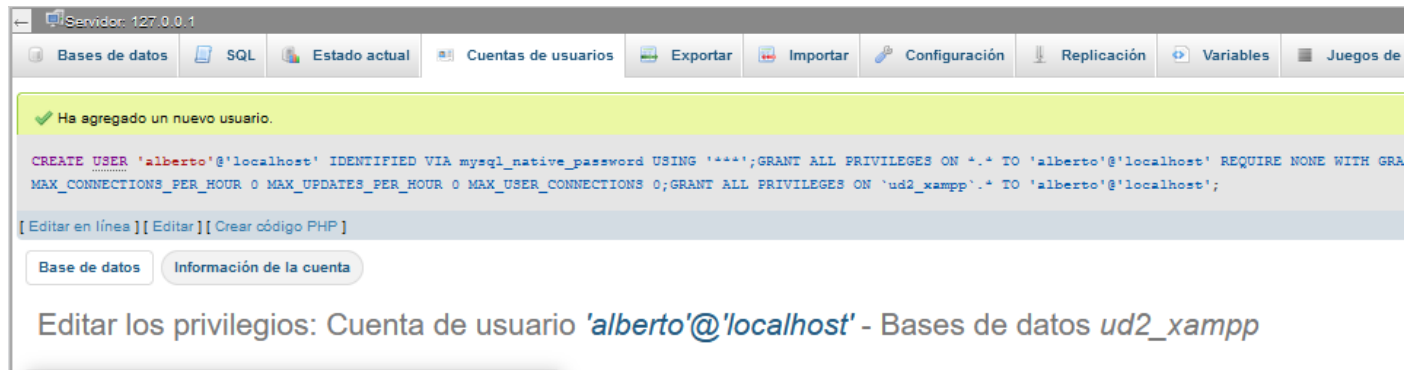 ← Servidor: 127.0.0.1
Bases de datos SQL Estado actual Cuentas de usuarios Exportar Importar Configuración Replicación Variables Juegos de
Ha agregado un nuevo usuario.
CREATE USER 'alberto'@'localhost' IDENTIFIED VIA mysql_native_password USING '***';GRANT ALL PRIVILEGES ON *.* TO 'alberto'@'localhost' REQUIRE NONE WITH GRA
MAX_CONNECTIONS_PER_HOUR 0 MAX_UPDATES_PER_HOUR 0 MAX_USER_CONNECTIONS 0;GRANT ALL PRIVILEGES ON `ud2_xampp`.* TO 'alberto'@'localhost';
[ Editar en línea ] [ Editar ] [ Crear código PHP ]
Base de datos Información de la cuenta
Editar los privilegios: Cuenta de usuario 'alberto'@'localhost' - Bases de datos ud2_xampp